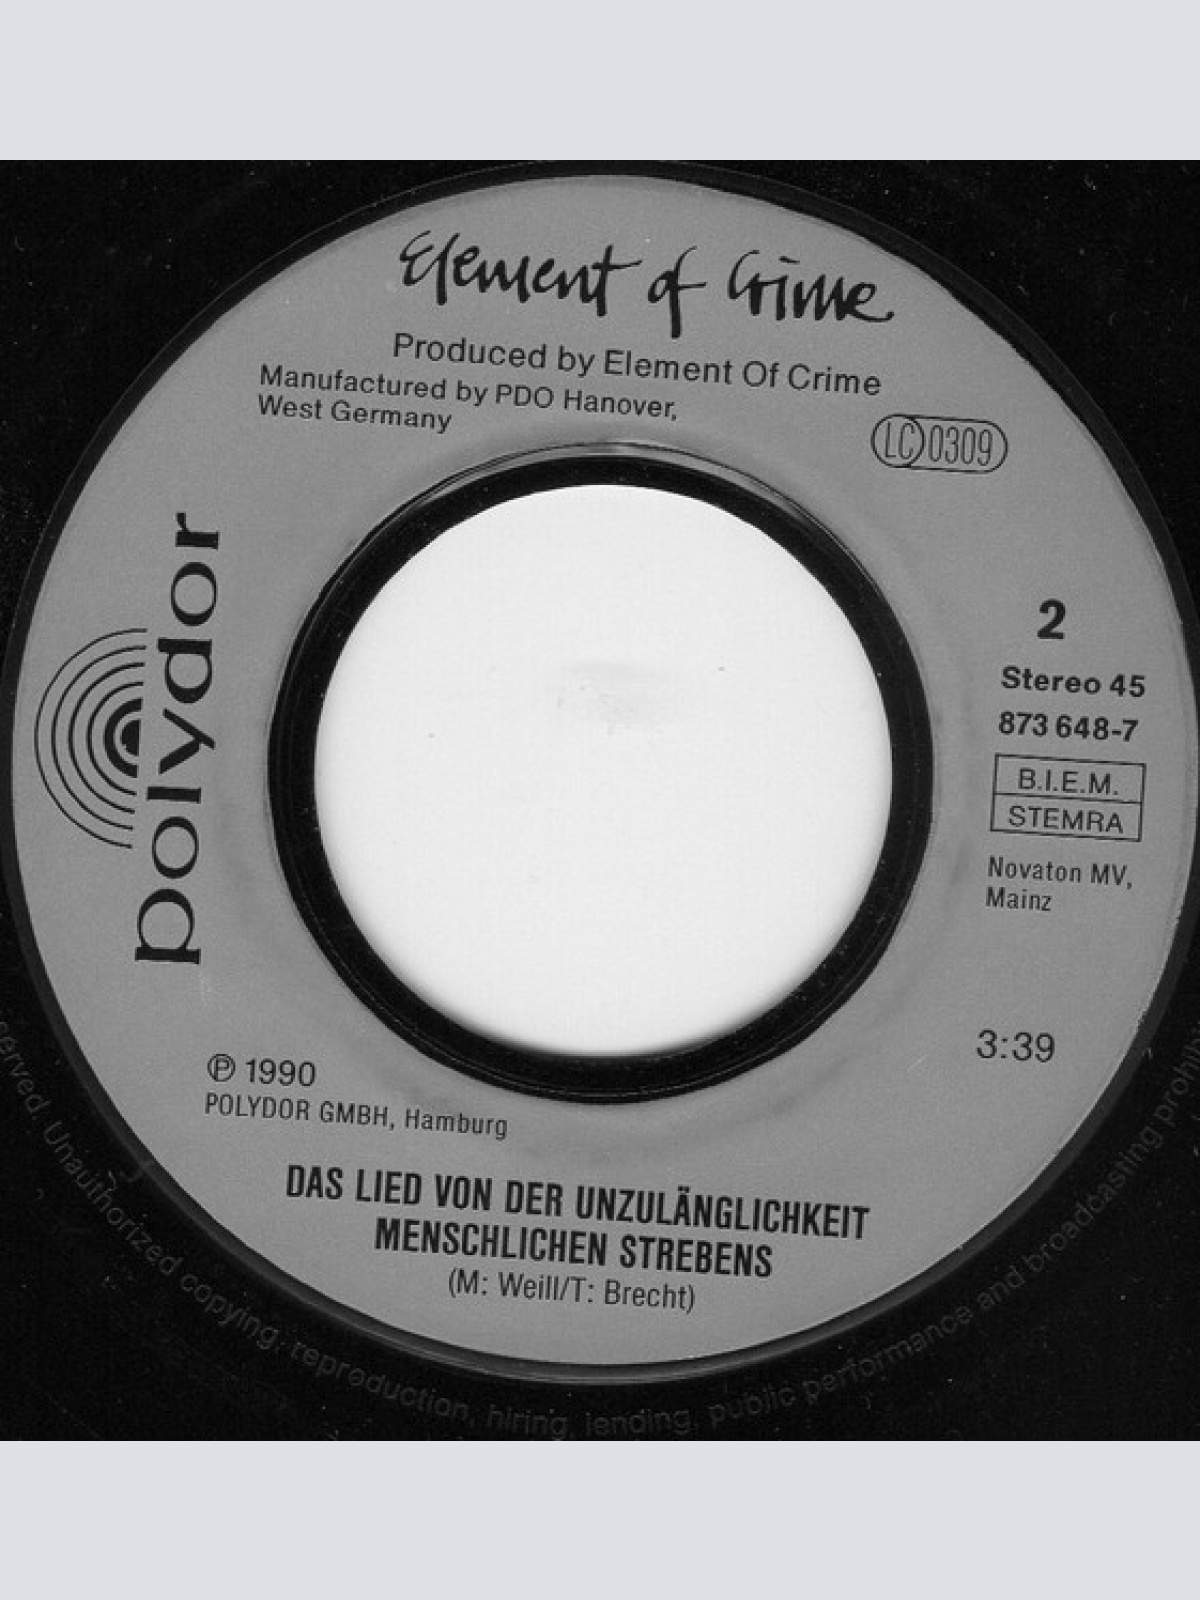 Element of Crime
Produced by Element Of Crime
Manufactured by PDO Hanover,
West Germany
LC 0309
polydor
2
Stereo 45
873 648-7
B.I.E.M.
STEMRA
Novaton MV,
Mainz
3:39
℗ 1990
POLYDOR GMBH, Hamburg
DAS LIED VON DER UNZULÄNGLICHKEIT
MENSCHLICHEN STREBENS
(M: Weill/T: Brecht)
Unauthorized copying, reproduction, hiring, lending, public performance and broadcasting